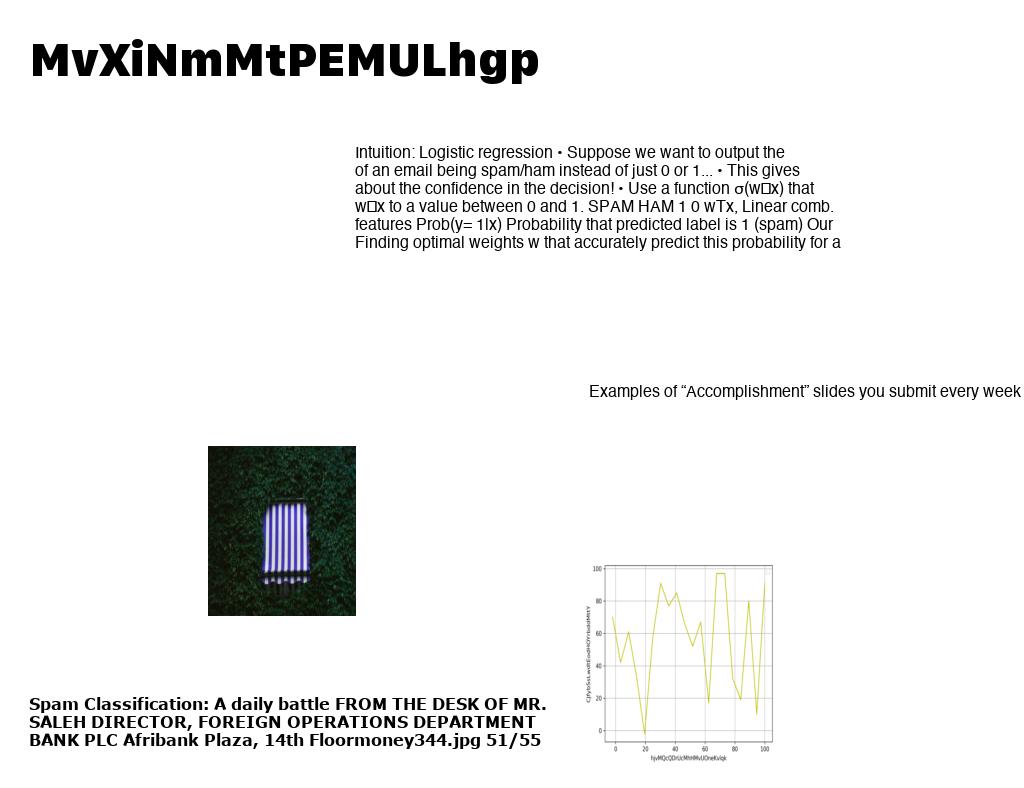 MvXiNmMtPEMULhgp
Intuition: Logistic regression • Suppose we want to output the
of an email being spam/ham instead of just 0 or 1... • This gives
about the confidence in the decision! • Use a function σ(w□x) that
w□x to a value between 0 and 1. SPAM HAM 1 0 wTx, Linear comb.
features Prob(y= 1|x) Probability that predicted label is 1 (spam) Our
Finding optimal weights w that accurately predict this probability for a
Examples of “Accomplishment” slides you submit every week
100
80
60
40
20
0
0 20 40 60 80 100
Spam Classification: A daily battle FROM THE DESK OF MR.
SALEH DIRECTOR, FOREIGN OPERATIONS DEPARTMENT
BANK PLC Afribank Plaza, 14th Floormoney344.jpg 51/55